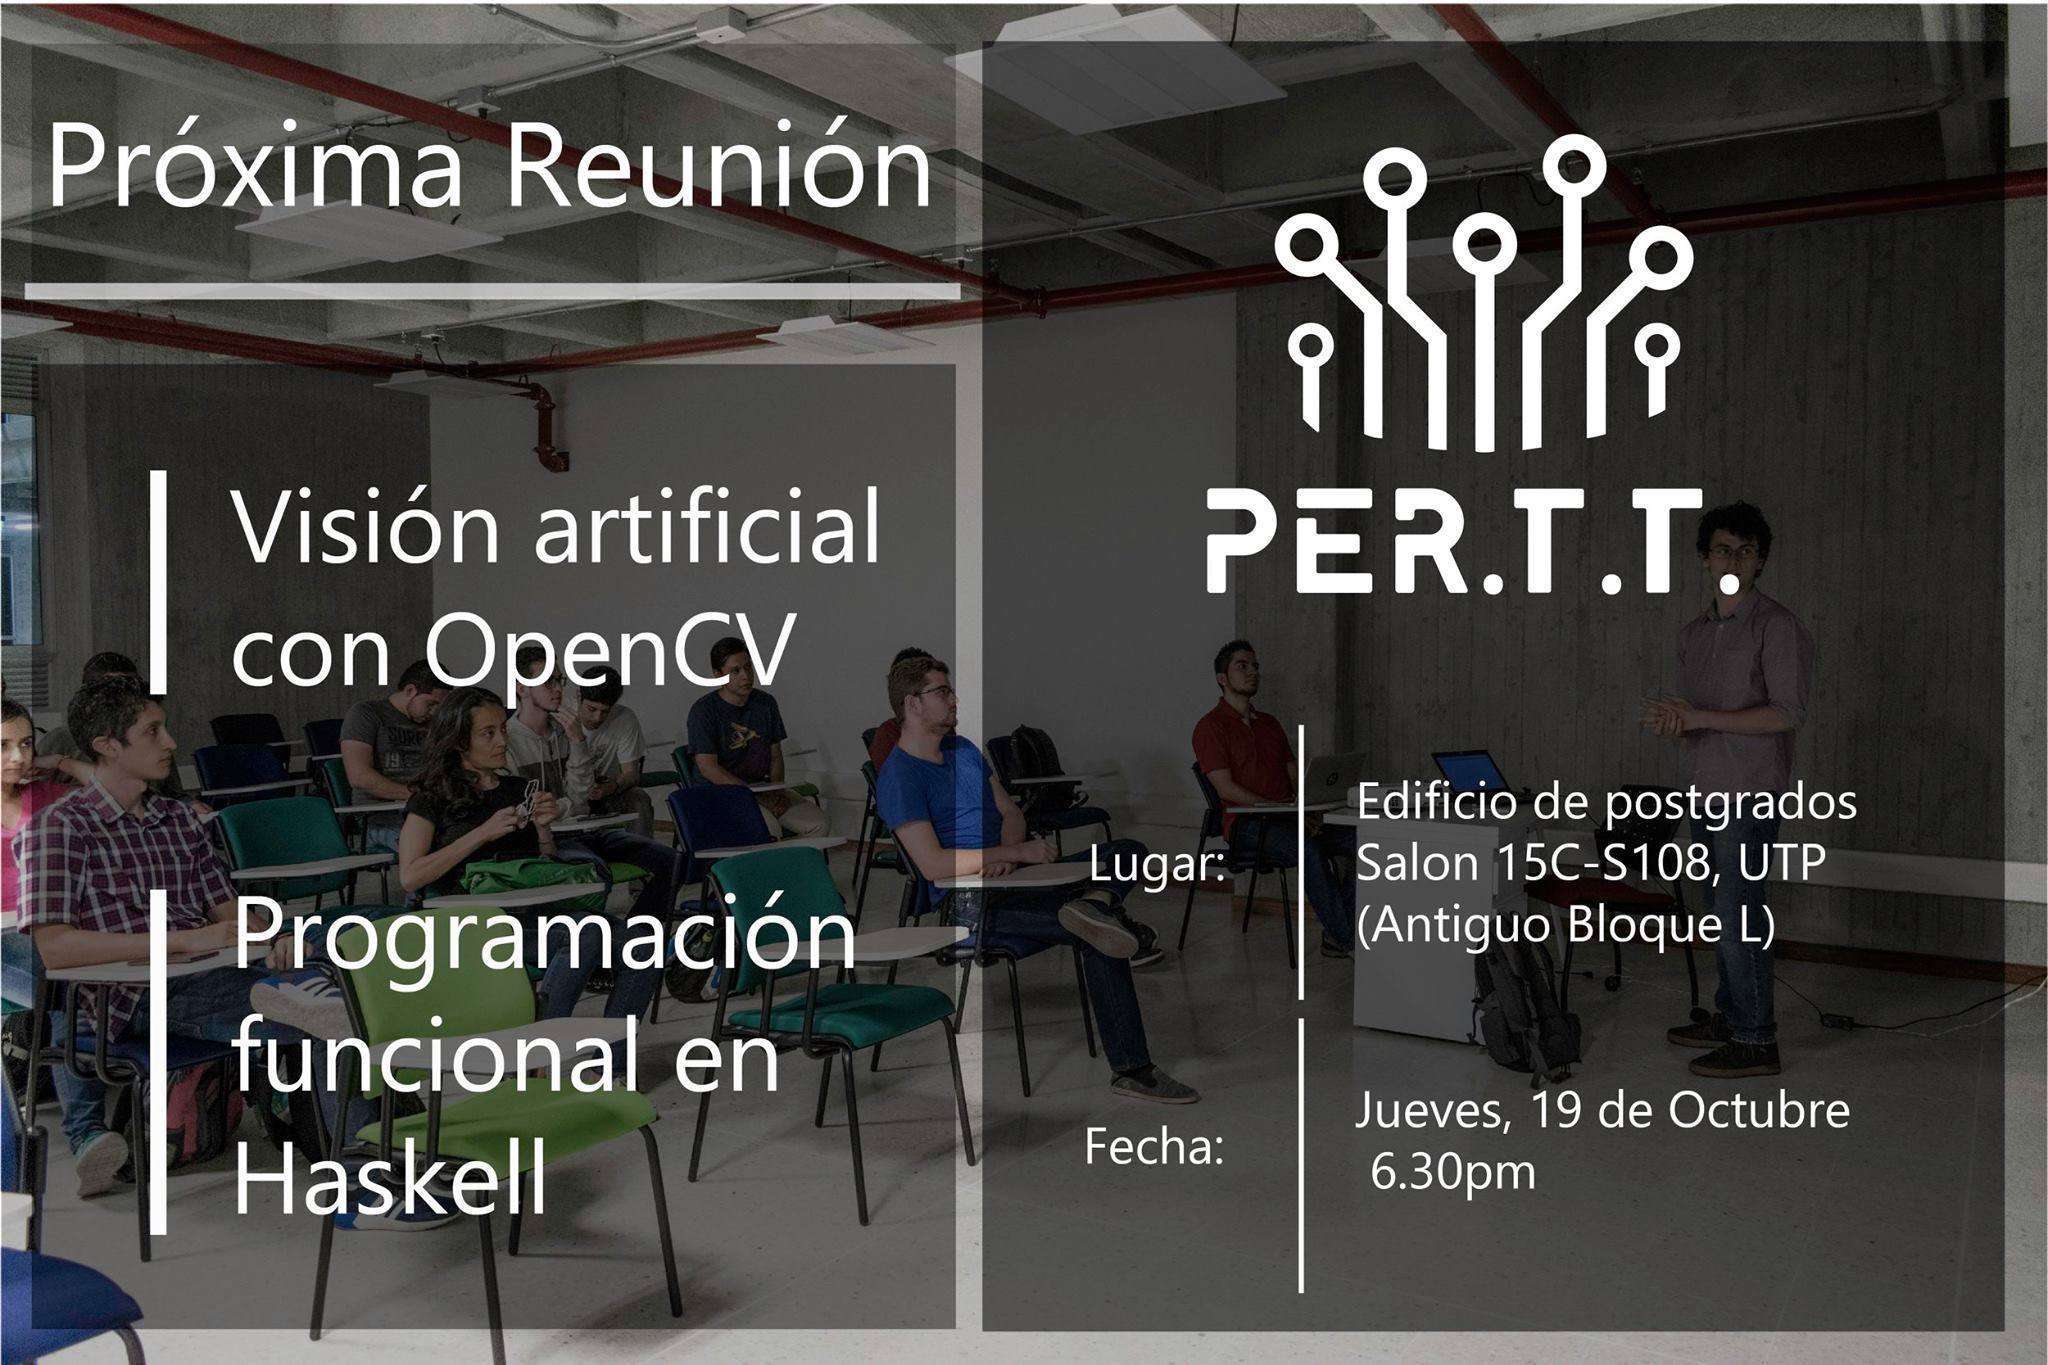 Próxima Reunión
Visión artificial
con OpenCV
Programación
funcional en
Haskell
PER.T.T.
Lugar:
Edificio de postgrados
Salon 15C-S108, UTP
(Antiguo Bloque L)
Fecha:
Jueves, 19 de Octubre
6.30pm